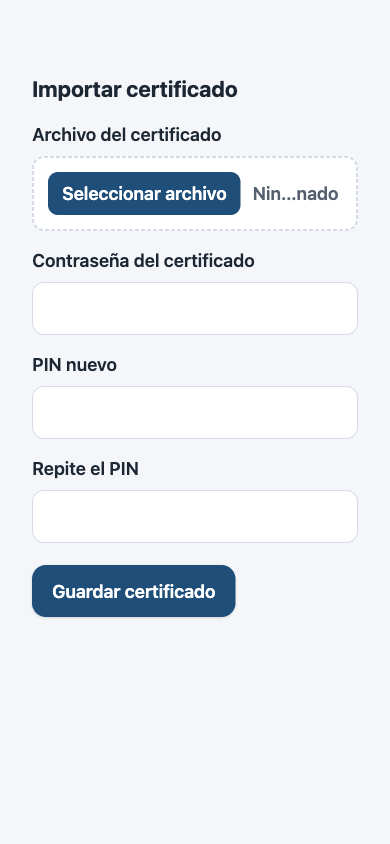 Importar certificado
Archivo del certificado
Seleccionar archivo Nin...nado
Contraseña del certificado
PIN nuevo
Repite el PIN
Guardar certificado